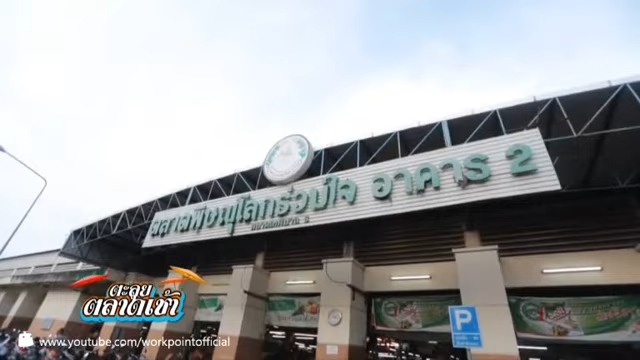 ตลาดพิษณุโลกร่วมใจ อาคาร 2
P
ตะลุย
ตลาดเช้า
www.youtube.com/workpointofficial